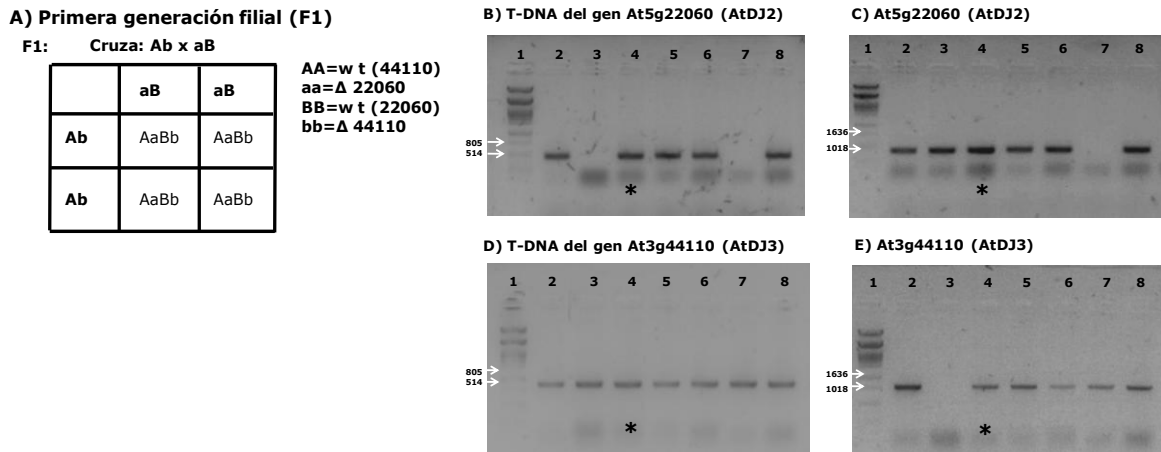 A) Primera generación filial (F1)
F1: Cruza: Ab x aB
aB aB
Ab AaBb AaBb
Ab AaBb AaBb
AA=w t (44110)
aa=Δ 22060
BB=w t (22060)
bb=Δ 44110
B) T-DNA del gen At5g22060 (AtDJ2)
1 2 3 4 5 6 7 8
805
514
*
C) At5g22060 (AtDJ2)
1 2 3 4 5 6 7 8
1636
1018
*
D) T-DNA del gen At3g44110 (AtDJ3)
1 2 3 4 5 6 7 8
805
514
*
E) At3g44110 (AtDJ3)
1 2 3 4 5 6 7 8
1636
1018
*